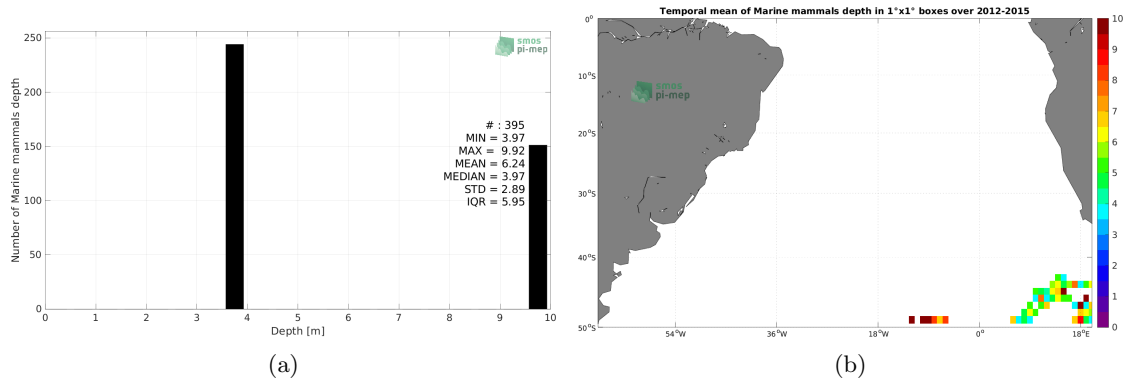 250
200
150
100
50
0
Number of Marine mammals depth
smos
pi-mep
# : 395
MIN = 3.97
MAX = 9.92
MEAN = 6.24
MEDIAN = 3.97
STD = 2.89
IQR = 5.95
0 1 2 3 4 5 6 7 8 9 10
Depth [m]
(a)
Temporal mean of Marine mammals depth in 1°x1° boxes over 2012-2015
0°
10°S
20°S
30°S
40°S
50°S
smos
pi-mep
54°W 36°W 18°W 0° 18°E
10
9
8
7
6
5
4
3
2
1
0
(b)